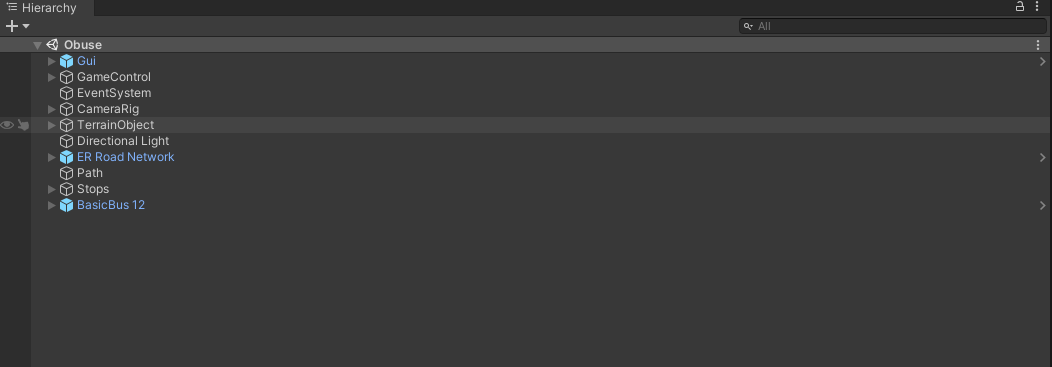 Hierarchy
All
Obuse
Gui
GameControl
EventSystem
CameraRig
TerrainObject
Directional Light
ER Road Network
Path
Stops
BasicBus 12